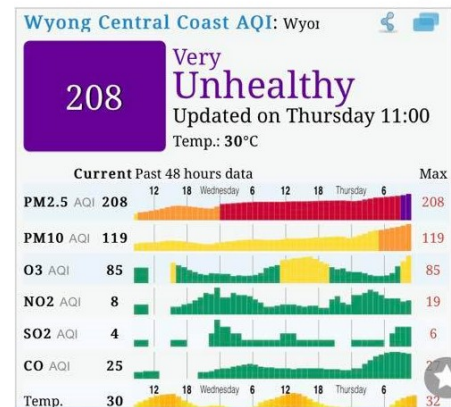 Wyong Central Coast AQI: Wyor
208
Very
Unhealthy
Updated on Thursday 11:00
Temp.: 30°C
Current Past 48 hours data Max
12 18 Wednesday 6 12 18 Thursday 6
PM2.5 AQI 208 208
PM10 AQI 119 119
O3 AQI 85 85
NO2 AQI 8 19
SO2 AQI 4 6
CO AQI 25
12 18 Wednesday 6 12 18 Thursday 6
Temp. 30 32